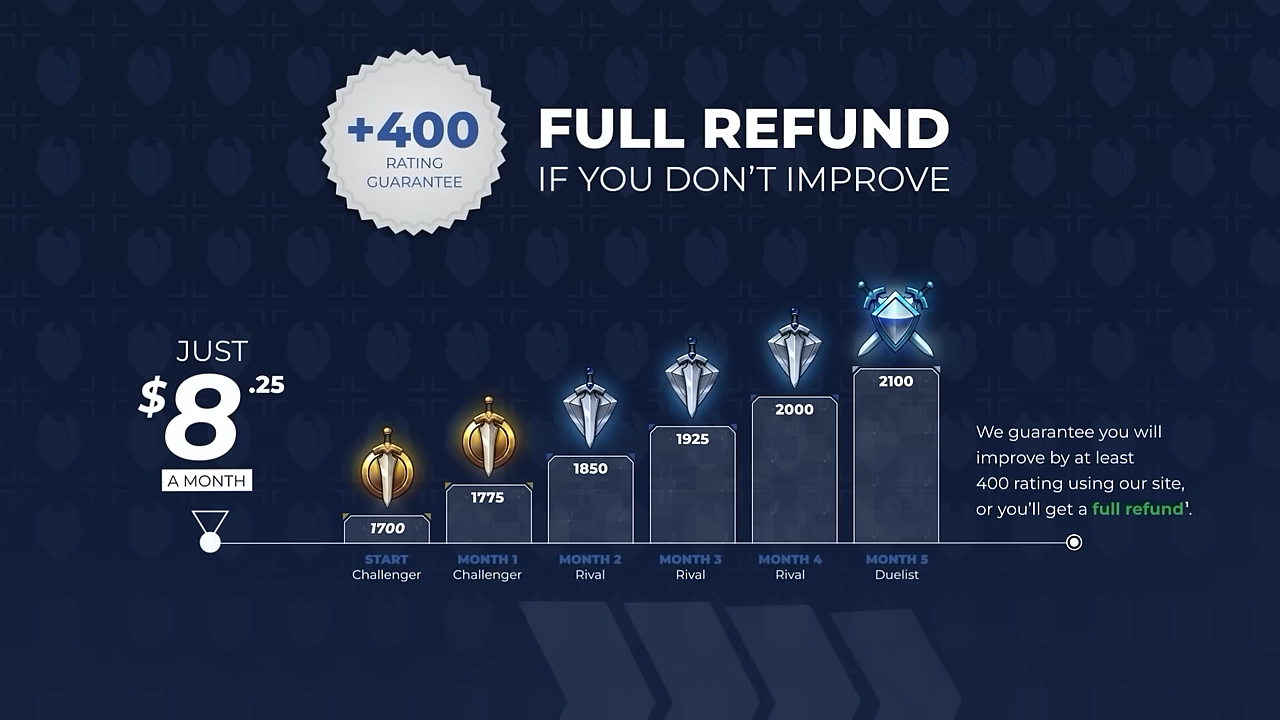 +400
RATING
GUARANTEE
FULL REFUND
IF YOU DON'T IMPROVE
JUST
$8.25
A MONTH
1700
1775
1850
1925
2000
2100
START
Challenger
MONTH 1
Challenger
MONTH 2
Rival
MONTH 3
Rival
MONTH 4
Rival
MONTH 5
Duelist
We guarantee you will
improve by at least
400 rating using our site,
or you'll get a full refund¹.